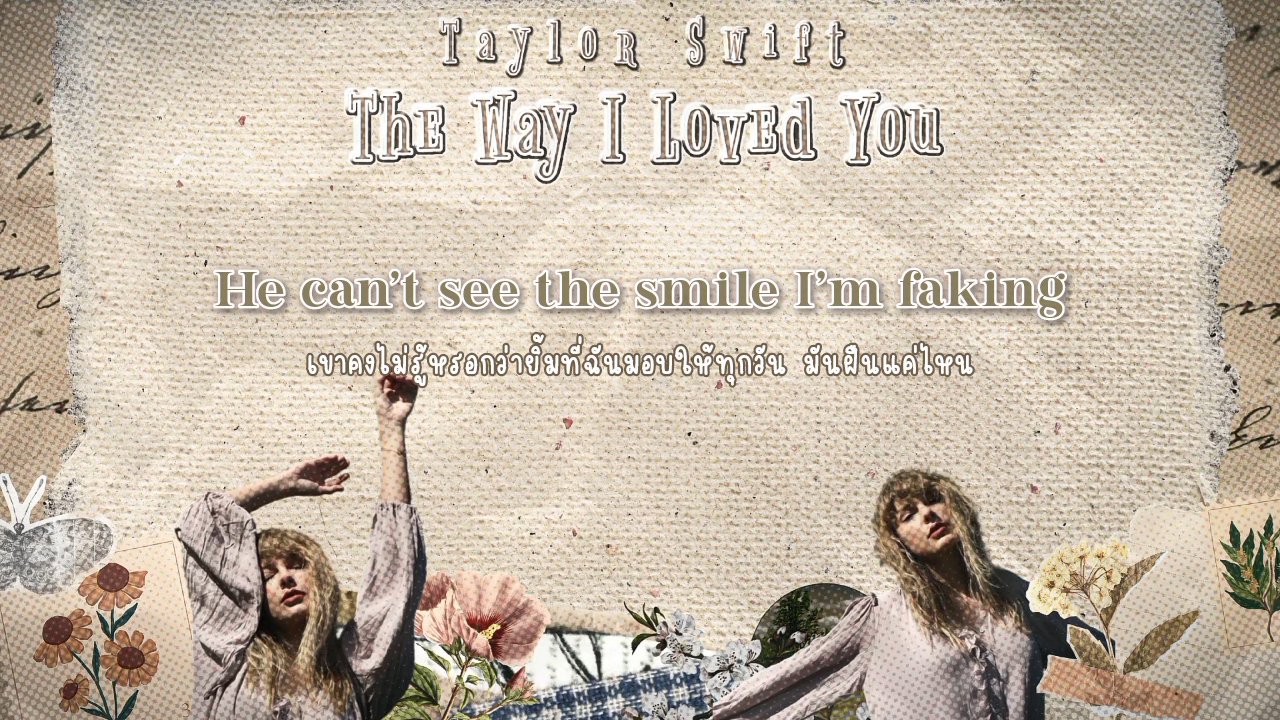 Taylor Swift
The Way I Loved You
He can't see the smile I'm faking
เขาคงไม่รู้หรอกว่ายิ้มที่ฉันมอบให้ทุกวัน มันฝืนแค่ไหน